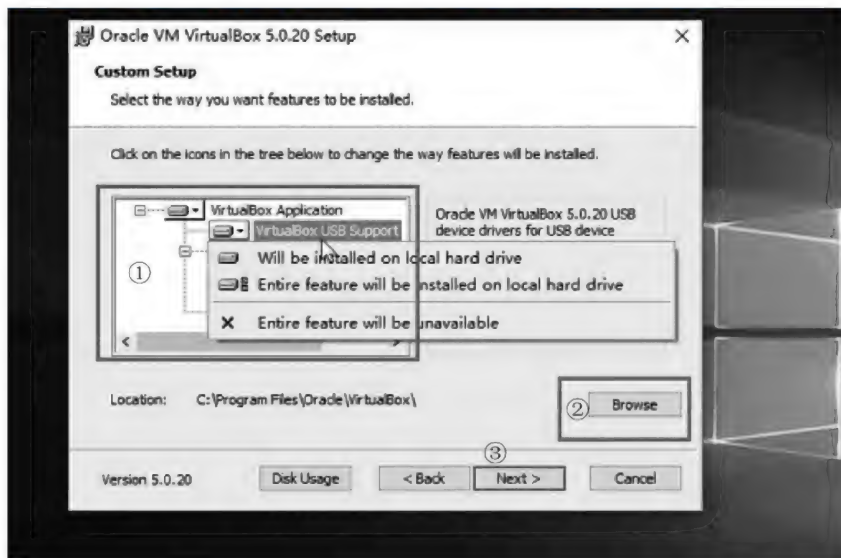 Oracle VM VirtualBox 5.0.20 Setup
Custom Setup
Select the way you want features to be installed.
Click on the icons in the tree below to change the way features will be installed.
VirtualBox Application
VirtualBox USB Support
①
Will be installed on local hard drive
Entire feature will be installed on local hard drive
Entire feature will be unavailable
Oracle VM VirtualBox 5.0.20 USB
device drivers for USB device
Location: C:\Program Files\Oracle\VirtualBox\
② Browse
③
Version 5.0.20 Disk Usage < Back Next > Cancel